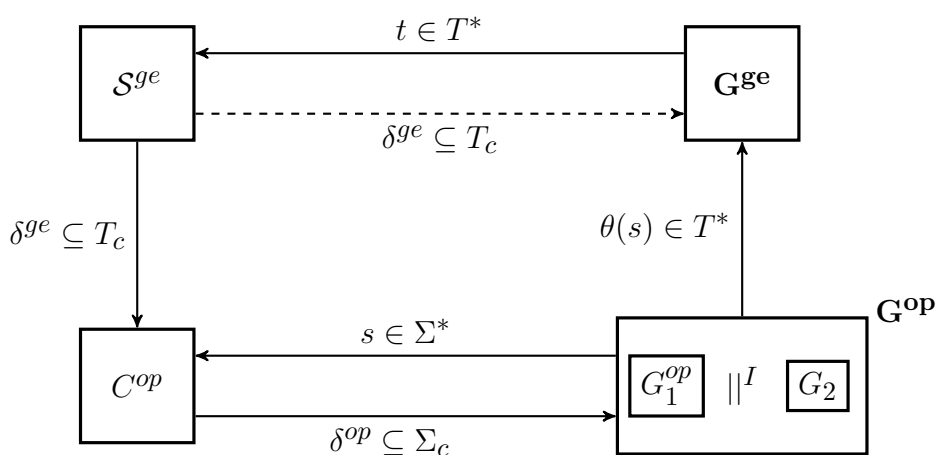 t ∈ T*
𝒮^{ge}
𝐆^{𝐠𝐞}
δ^{ge} ⊆ T_c
δ^{ge} ⊆ T_c
θ(s) ∈ T*
𝐆^{𝐨𝐩}
s ∈ Σ*
C^{op}
G_1^{op} ||^I G_2
δ^{op} ⊆ Σ_c